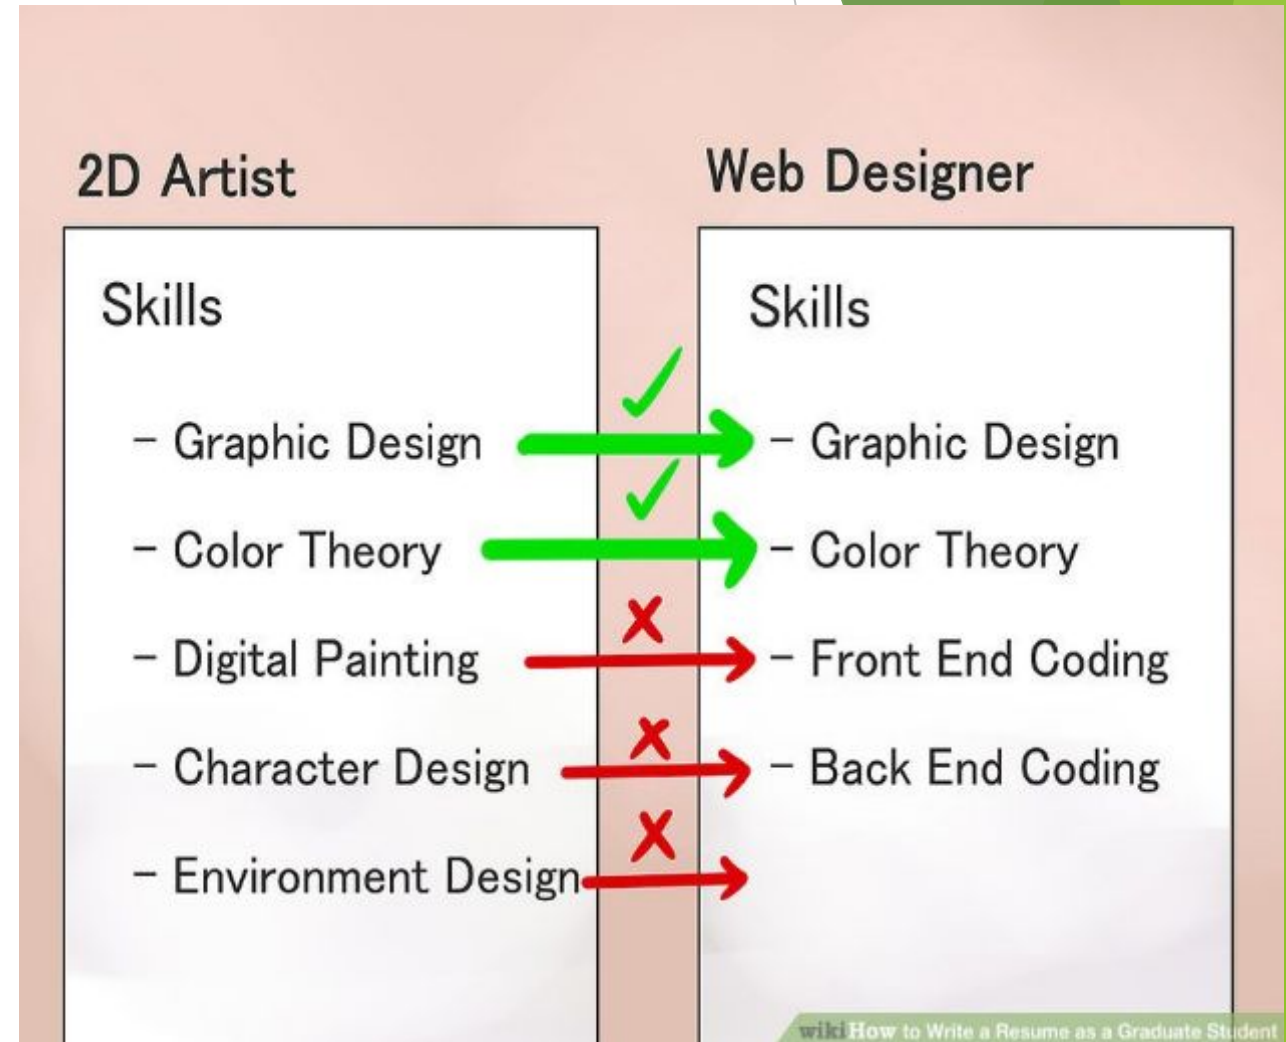 2D Artist
Skills
– Graphic Design
– Color Theory
– Digital Painting
– Character Design
– Environment Design
Web Designer
Skills
– Graphic Design
– Color Theory
– Front End Coding
– Back End Coding
wikiHow to Write a Resume as a Graduate Student